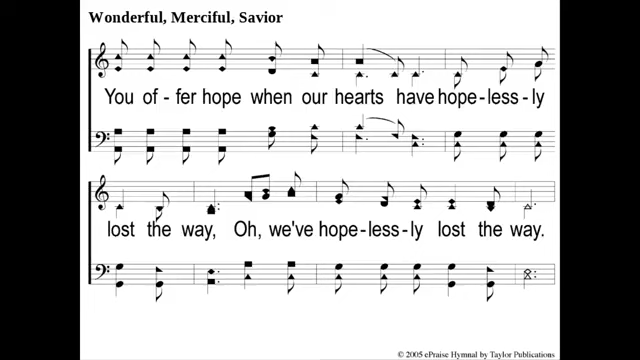 Wonderful, Merciful, Savior
You of - fer hope when our hearts have hope - less - ly
lost the way, Oh, we've hope - less - ly lost the way.
© 2005 ePraise Hymnal by Taylor Publications